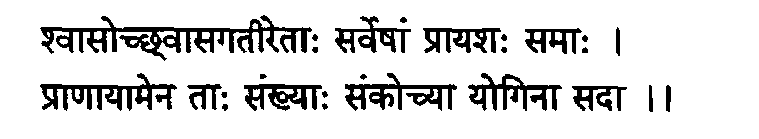 श्वासोच्छ्वासगतीरेताः सर्वेषां प्रायशः समाः ।
प्राणायामेन ताः संख्याः संकोच्या योगिना सदा ।।